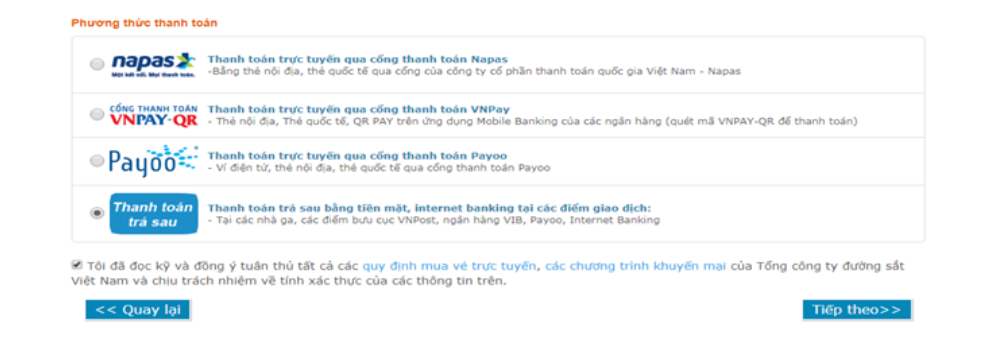 Phương thức thanh toán
napas
Một kết nối. Mọi thanh toán.
Thanh toán trực tuyến qua cổng thanh toán Napas
-Bằng thẻ nội địa, thẻ quốc tế qua cổng của công ty cổ phần thanh toán quốc gia Việt Nam - Napas
CỔNG THANH TOÁN
VNPAY-QR
Thanh toán trực tuyến qua cổng thanh toán VNPay
- Thẻ nội địa, Thẻ quốc tế, QR PAY trên ứng dụng Mobile Banking của các ngân hàng (quét mã VNPAY-QR để thanh toán)
Payoo
Thanh toán trực tuyến qua cổng thanh toán Payoo
- Ví điện tử, thẻ nội địa, thẻ quốc tế qua cổng thanh toán Payoo
Thanh toán
trả sau
Thanh toán trả sau bằng tiền mặt, internet banking tại các điểm giao dịch:
- Tại các nhà ga, các điểm bưu cục VNPost, ngân hàng VIB, Payoo, Internet Banking
Tôi đã đọc kỹ và đồng ý tuân thủ tất cả các quy định mua vé trực tuyến, các chương trình khuyến mại của Tổng công ty đường sắt
Việt Nam và chịu trách nhiệm về tính xác thực của các thông tin trên.
<< Quay lại
Tiếp theo>>